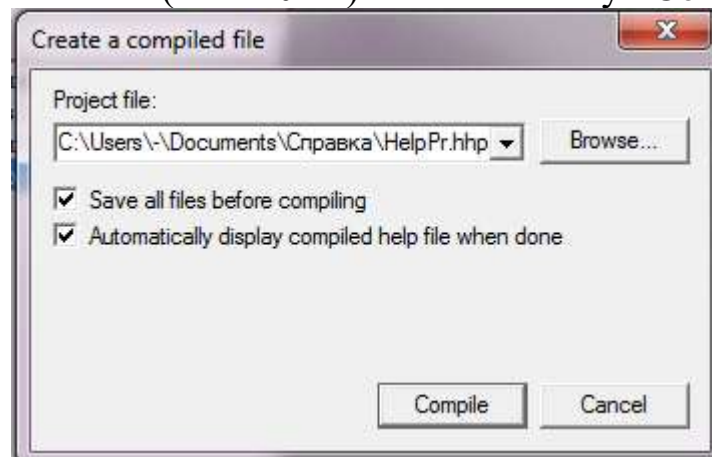 Create a compiled file
Project file:
C:\Users\-\Documents\Справка\HelpPr.hhp
Browse...
Save all files before compiling
Automatically display compiled help file when done
Compile
Cancel